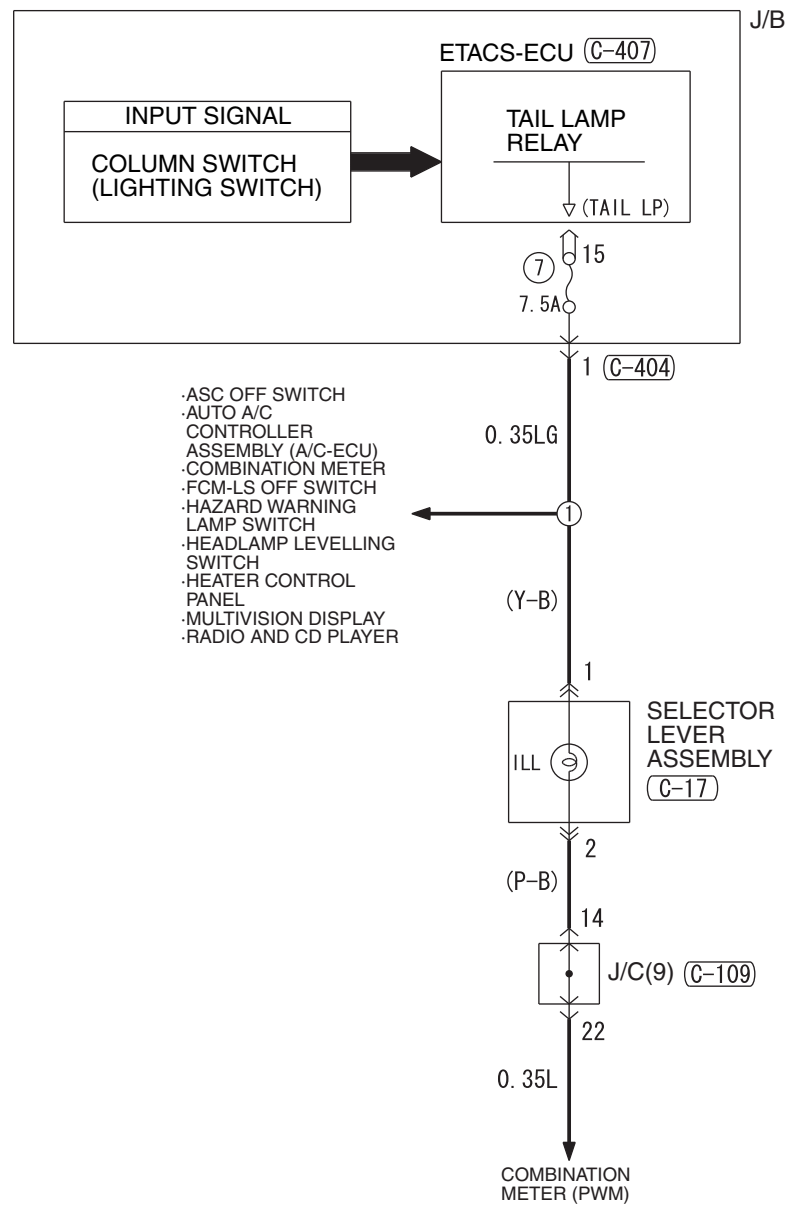 J/B
ETACS-ECU C-407
INPUT SIGNAL
COLUMN SWITCH
(LIGHTING SWITCH)
TAIL LAMP
RELAY
(TAIL LP)
15
7
7.5A
1 C-404
·ASC OFF SWITCH
·AUTO A/C
CONTROLLER
ASSEMBLY (A/C-ECU)
·COMBINATION METER
·FCM-LS OFF SWITCH
·HAZARD WARNING
LAMP SWITCH
·HEADLAMP LEVELLING
SWITCH
·HEATER CONTROL
PANEL
·MULTIVISION DISPLAY
·RADIO AND CD PLAYER
0.35LG
1
(Y-B)
1
SELECTOR
LEVER
ASSEMBLY
C-17
ILL
2
(P-B)
14
J/C(9) C-109
22
0.35L
COMBINATION
METER (PWM)